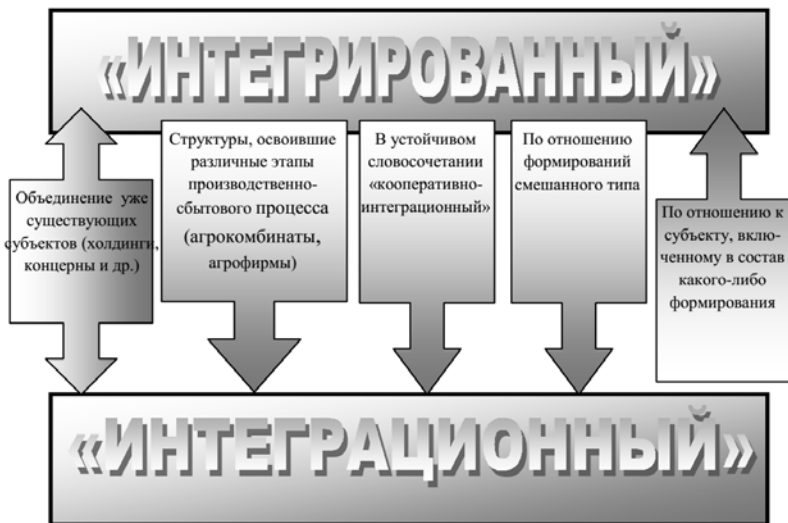 «ИНТЕГРИРОВАННЫЙ»
Объединение уже
существующих
субъектов (холдинги,
концерны и др.)
Структуры, освоившие
различные этапы
производственно-
сбытового процесса
(агрокомбинаты,
агрофирмы)
В устойчивом
словосочетании
«кооперативно-
интеграционный»
По отношению
формирований
смешанного типа
По отношению к
субъекту, вклю-
ченному в состав
какого-либо
формирования
«ИНТЕГРАЦИОННЫЙ»